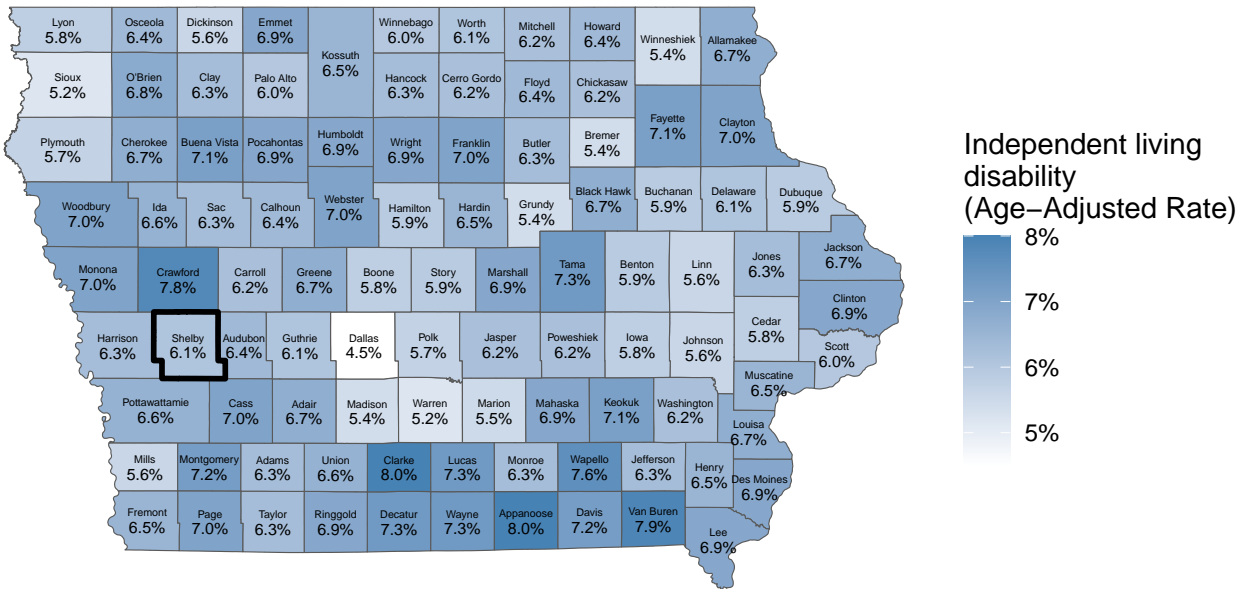 Lyon
5.8%
Osceola
6.4%
Dickinson
5.6%
Emmet
6.9%
Kossuth
6.5%
Winnebago
6.0%
Worth
6.1%
Mitchell
6.2%
Howard
6.4%
Winneshiek
5.4%
Allamakee
6.7%
Sioux
5.2%
O'Brien
6.8%
Clay
6.3%
Palo Alto
6.0%
Hancock
6.3%
Cerro Gordo
6.2%
Floyd
6.4%
Chickasaw
6.2%
Fayette
7.1%
Clayton
7.0%
Plymouth
5.7%
Cherokee
6.7%
Buena Vista
7.1%
Pocahontas
6.9%
Humboldt
6.9%
Wright
6.9%
Franklin
7.0%
Butler
6.3%
Bremer
5.4%
Woodbury
7.0%
Ida
6.6%
Sac
6.3%
Calhoun
6.4%
Webster
7.0%
Hamilton
5.9%
Hardin
6.5%
Grundy
5.4%
Black Hawk
6.7%
Buchanan
5.9%
Delaware
6.1%
Dubuque
5.9%
Monona
7.0%
Crawford
7.8%
Carroll
6.2%
Greene
6.7%
Boone
5.8%
Story
5.9%
Marshall
6.9%
Tama
7.3%
Benton
5.9%
Linn
5.6%
Jones
6.3%
Jackson
6.7%
Clinton
6.9%
Harrison
6.3%
Shelby
6.1%
Audubon
6.4%
Guthrie
6.1%
Dallas
4.5%
Polk
5.7%
Jasper
6.2%
Poweshiek
6.2%
Iowa
5.8%
Johnson
5.6%
Cedar
5.8%
Scott
6.0%
Muscatine
6.5%
Pottawattamie
6.6%
Cass
7.0%
Adair
6.7%
Madison
5.4%
Warren
5.2%
Marion
5.5%
Mahaska
6.9%
Keokuk
7.1%
Washington
6.2%
Louisa
6.7%
Mills
5.6%
Montgomery
7.2%
Adams
6.3%
Union
6.6%
Clarke
8.0%
Lucas
7.3%
Monroe
6.3%
Wapello
7.6%
Jefferson
6.3%
Henry
6.5%
Des Moines
6.9%
Fremont
6.5%
Page
7.0%
Taylor
6.3%
Ringgold
6.9%
Decatur
7.3%
Wayne
7.3%
Appanoose
8.0%
Davis
7.2%
Van Buren
7.9%
Lee
6.9%
Independent living
disability
(Age−Adjusted Rate)
8%
7%
6%
5%